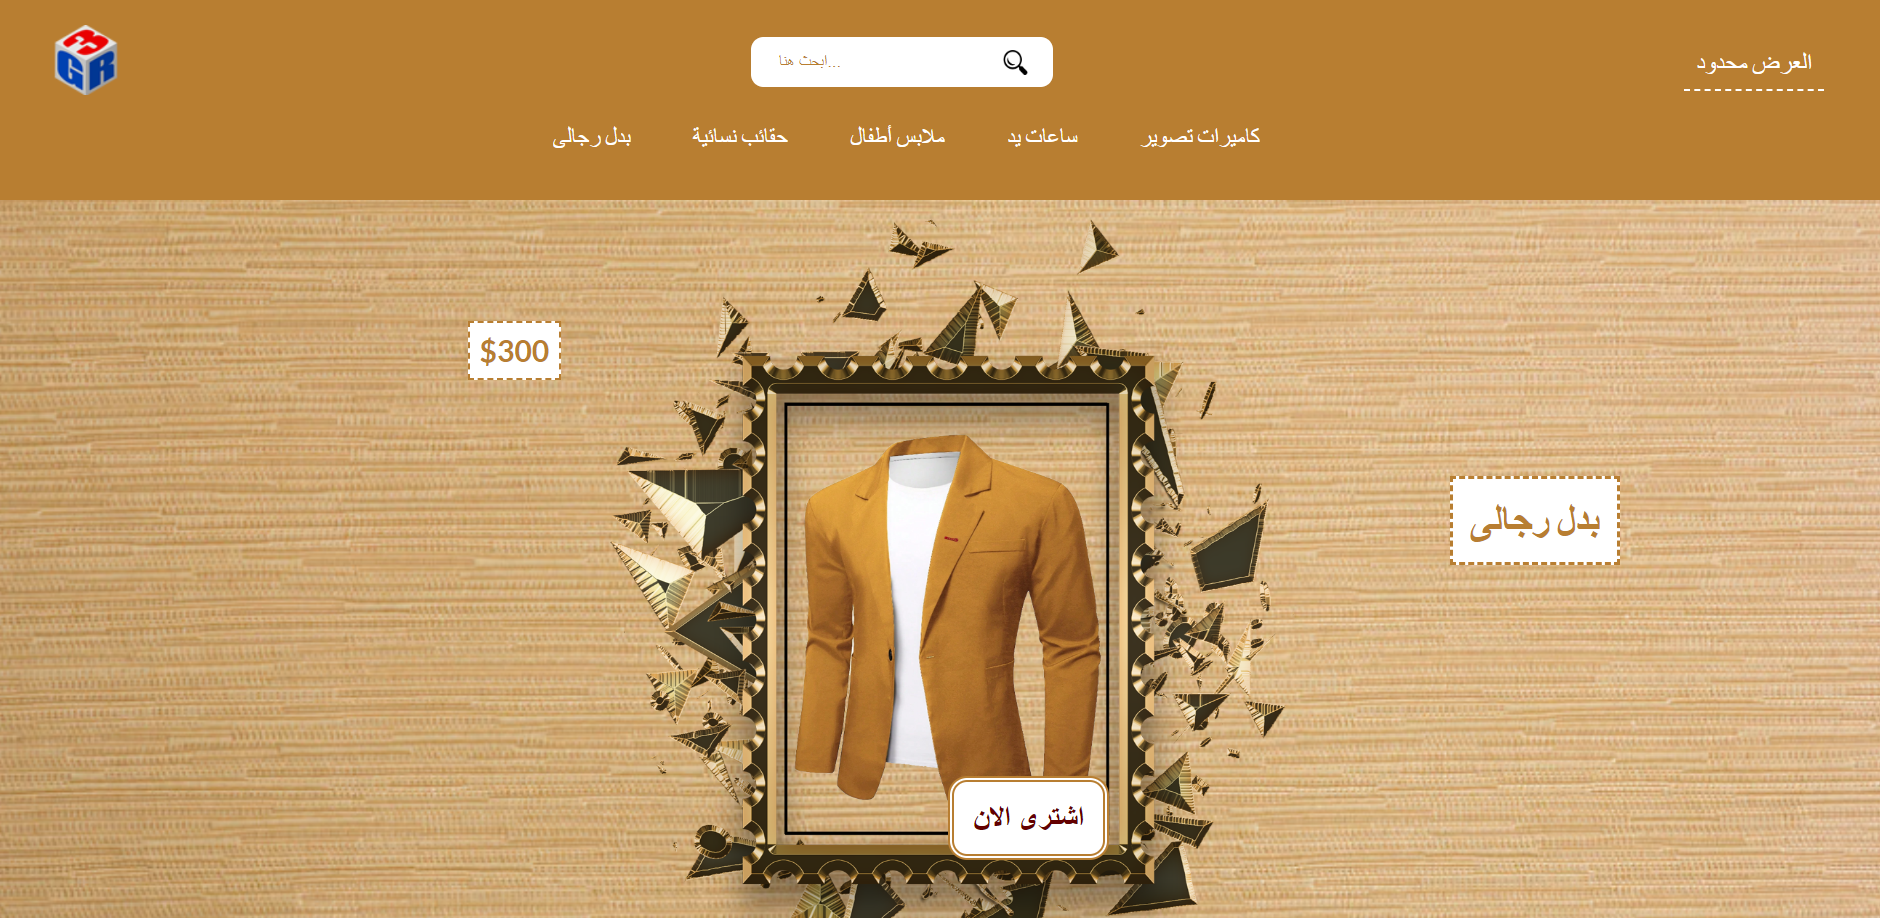 العرض محدود
ابحث هنا...
GR3
كاميرات تصوير
ساعات يد
ملابس أطفال
حقائب نسائية
بدل رجالى
$300
بدل رجالى
اشترى الان